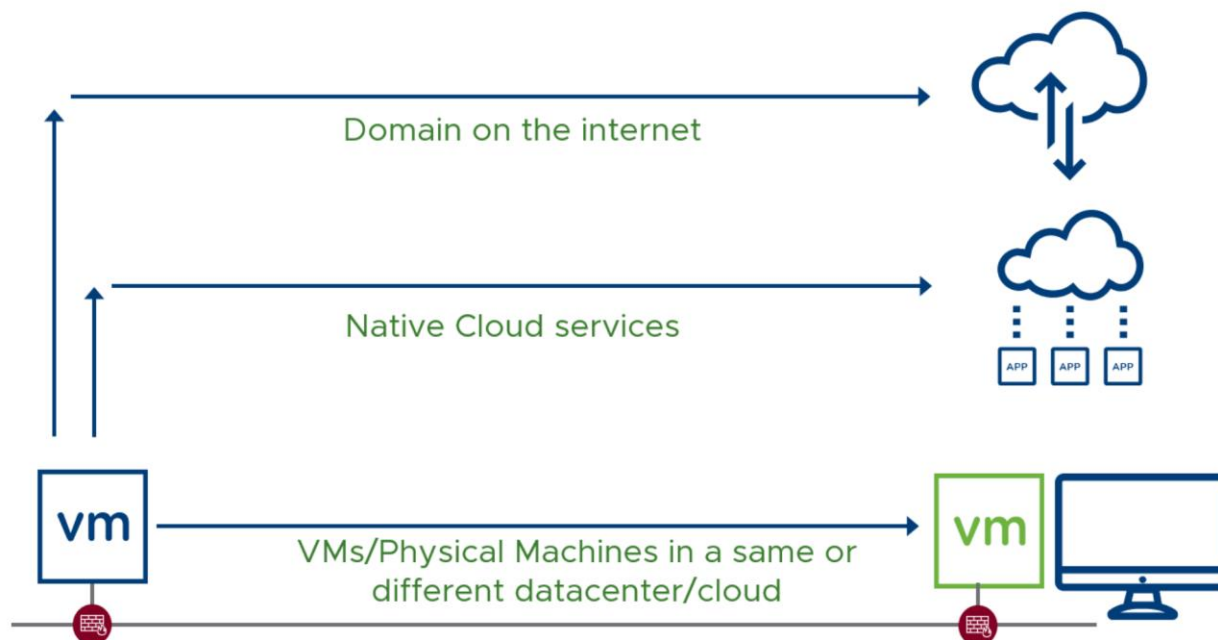 Domain on the internet
Native Cloud services
APP APP APP
vm
vm
VMs/Physical Machines in a same or
different datacenter/cloud